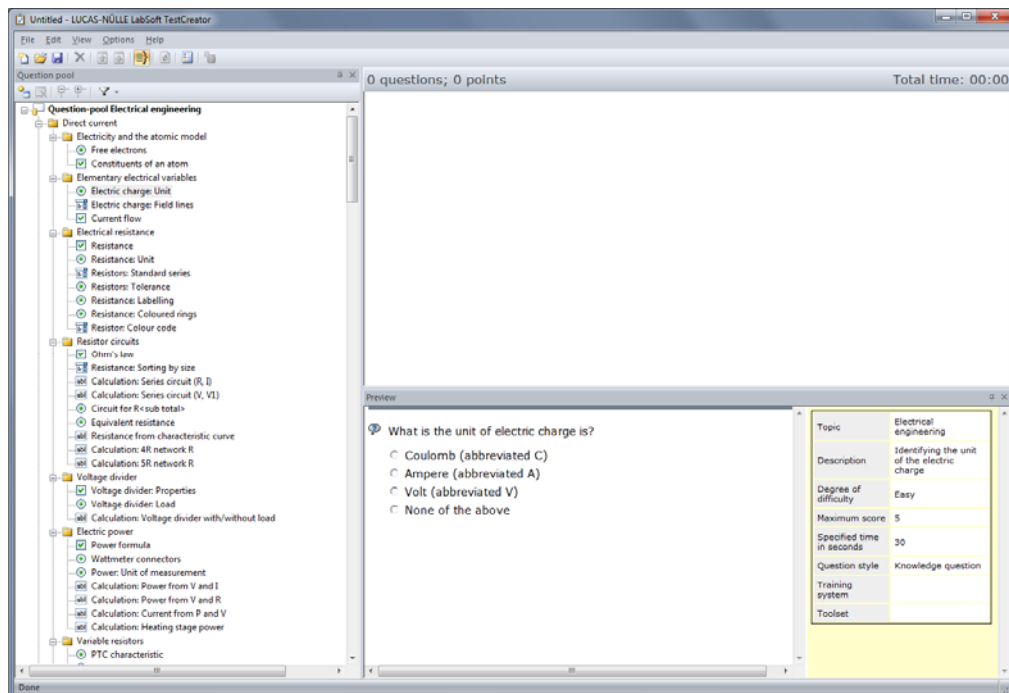 Untitled - LUCAS-NÜLLE LabSoft TestCreator
File Edit View Options Help
Question pool
Question-pool Electrical engineering
Direct current
Electricity and the atomic model
Free electrons
Constituents of an atom
Elementary electrical variables
Electric charge: Unit
Electric charge: Field lines
Current flow
Electrical resistance
Resistance
Resistance: Unit
Resistors: Standard series
Resistors: Tolerance
Resistance: Labelling
Resistance: Coloured rings
Resistor: Colour code
Resistor circuits
Ohm's law
Resistance: Sorting by size
Calculation: Series circuit (R, I)
Calculation: Series circuit (V, V1)
Circuit for R<sub total>
Equivalent resistance
Resistance from characteristic curve
Calculation: 4R network R
Calculation: 5R network R
Voltage divider
Voltage divider: Properties
Voltage divider: Load
Calculation: Voltage divider with/without load
Electric power
Power formula
Wattmeter connectors
Power: Unit of measurement
Calculation: Power from V and I
Calculation: Power from V and R
Calculation: Current from P and V
Calculation: Heating stage power
Variable resistors
PTC characteristic
0 questions; 0 points Total time: 00:00
Preview
What is the unit of electric charge is?
Coulomb (abbreviated C)
Ampere (abbreviated A)
Volt (abbreviated V)
None of the above
Topic Electrical
engineering
Description Identifying the unit
of the electric
charge
Degree of
difficulty Easy
Maximum score 5
Specified time
in seconds 30
Question style Knowledge question
Training
system
Toolset
Done